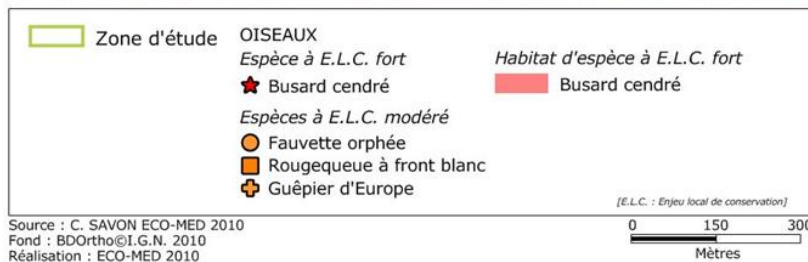 Zone d'étude
OISEAUX
Espèce à E.L.C. fort
Busard cendré
Espèces à E.L.C. modéré
Fauvette orphée
Rougequeue à front blanc
Guêpier d'Europe
Habitat d'espèce à E.L.C. fort
Busard cendré
[E.L.C. : Enjeu local de conservation]
Source : C. SAVON ECO-MED 2010
Fond : BDOrtho©I.G.N. 2010
Réalisation : ECO-MED 2010
0 150 300
Mètres